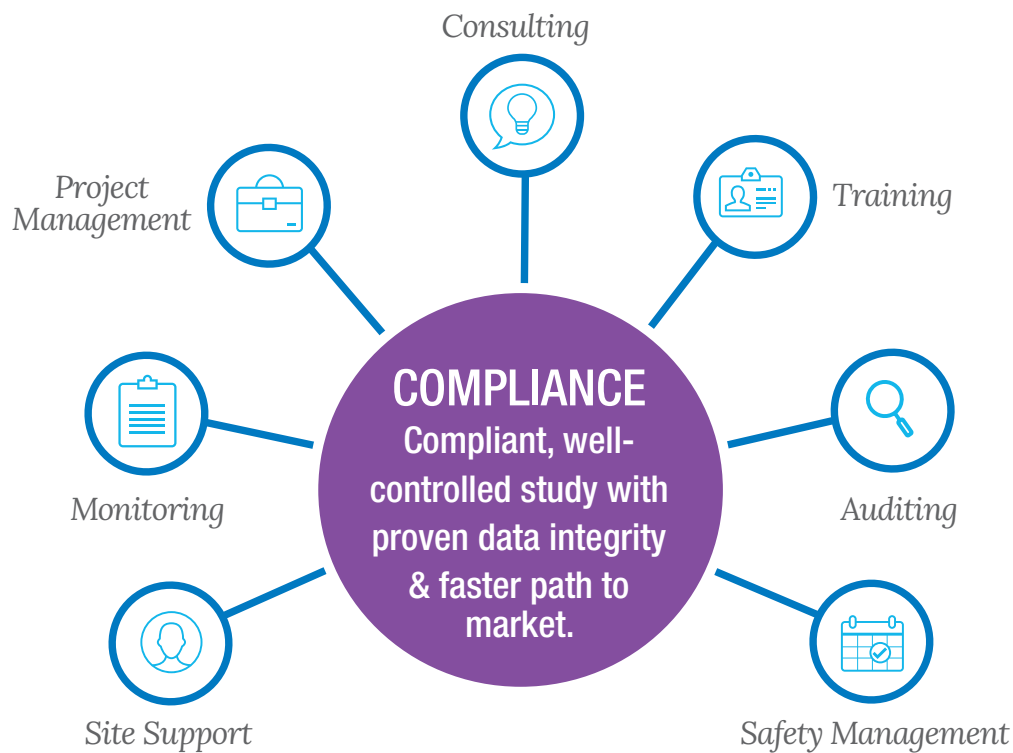 Consulting
Project
Management
Training
COMPLIANCE
Compliant, well-
controlled study with
proven data integrity
& faster path to
market.
Monitoring
Auditing
Site Support
Safety Management